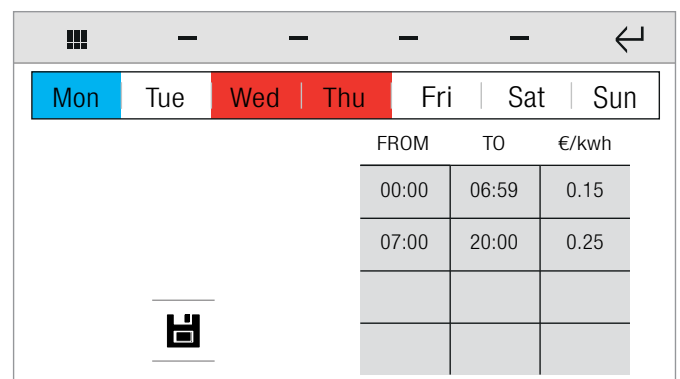 Mon Tue Wed Thu Fri Sat Sun
FROM TO €/kwh
00:00 06:59 0.15
07:00 20:00 0.25